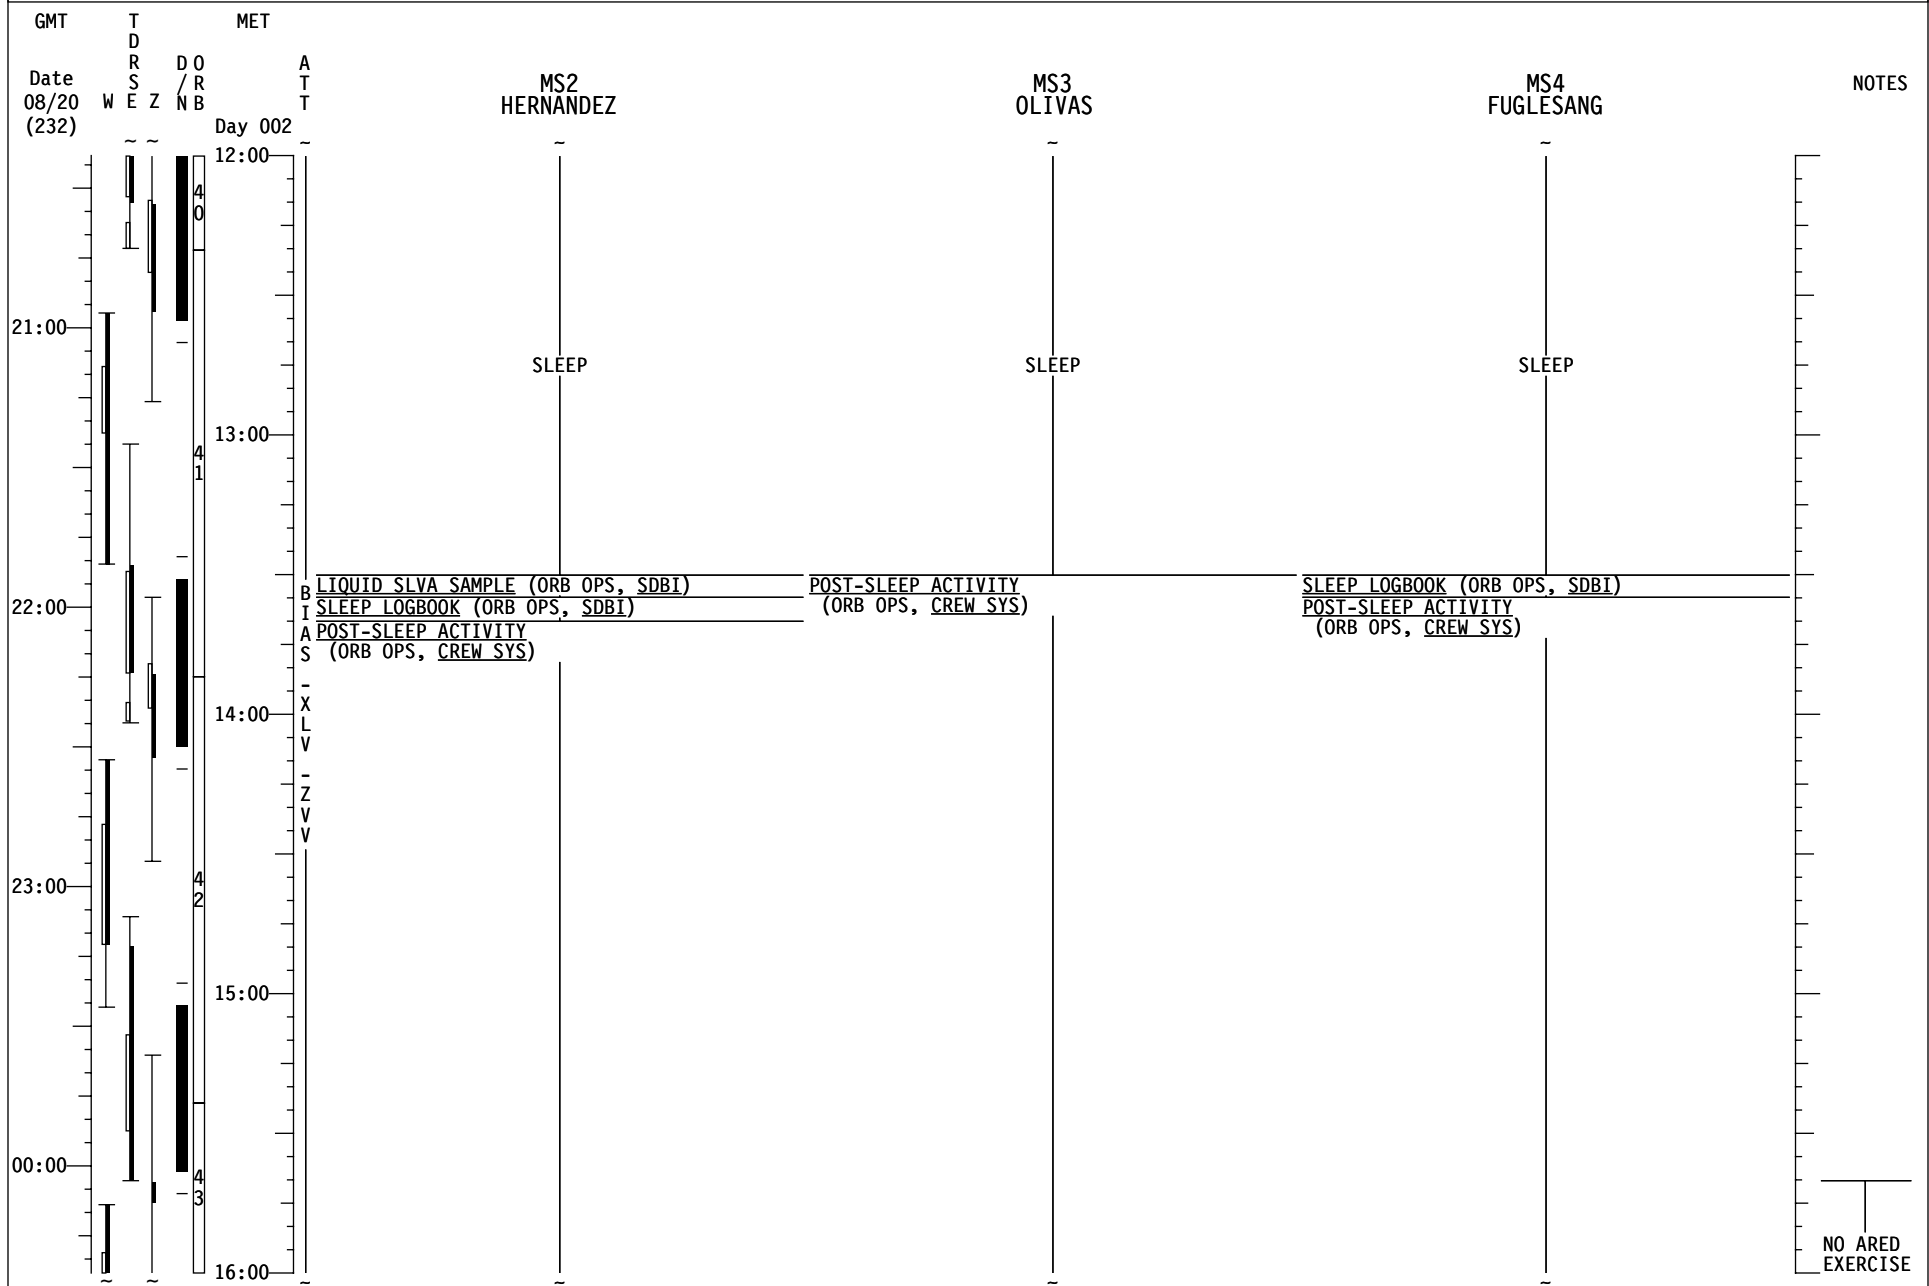 GMT
TDRS
MET
Date
08/20
(232)
W E Z
D/N
ORB
Day 002
ATT
MS2
HERNANDEZ
MS3
OLIVAS
MS4
FUGLESANG
NOTES
~ ~ ~ ~ ~ ~
12:00
40
21:00
SLEEP SLEEP SLEEP
13:00
41
LIQUID SLVA SAMPLE (ORB OPS, SDBI)
SLEEP LOGBOOK (ORB OPS, SDBI)
POST-SLEEP ACTIVITY
(ORB OPS, CREW SYS)
POST-SLEEP ACTIVITY
(ORB OPS, CREW SYS)
SLEEP LOGBOOK (ORB OPS, SDBI)
POST-SLEEP ACTIVITY
(ORB OPS, CREW SYS)
22:00
BIAS -XLV -ZVV
14:00
23:00
42
15:00
00:00
43
NO ARED
EXERCISE
16:00
~ ~ ~ ~ ~ ~